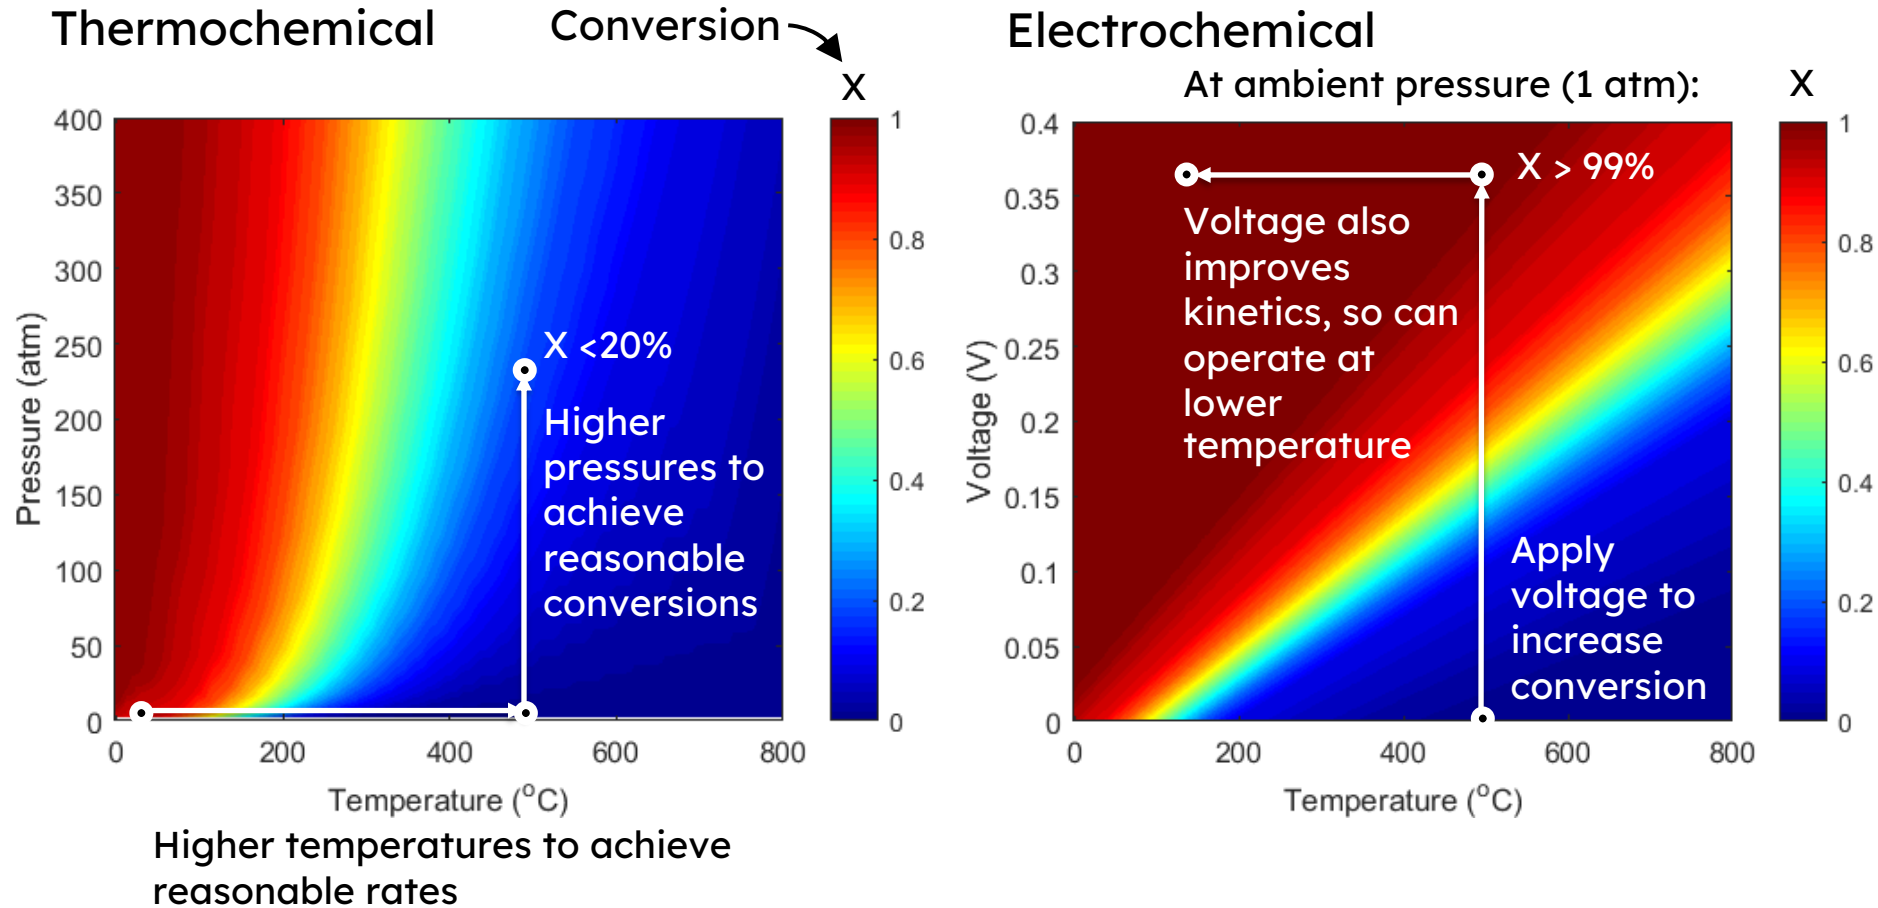 Thermochemical
Conversion
X
400
350
300
250
200
150
100
50
0
Pressure (atm)
0
200
400
600
800
Temperature (°C)
1
0.8
0.6
0.4
0.2
0
X <20%
Higher
pressures to
achieve
reasonable
conversions
Higher temperatures to achieve
reasonable rates
Electrochemical
At ambient pressure (1 atm):
X
0.4
0.35
0.3
0.25
0.2
0.15
0.1
0.05
0
Voltage (V)
0
200
400
600
800
Temperature (°C)
1
0.8
0.6
0.4
0.2
0
X > 99%
Voltage also
improves
kinetics, so can
operate at
lower
temperature
Apply
voltage to
increase
conversion